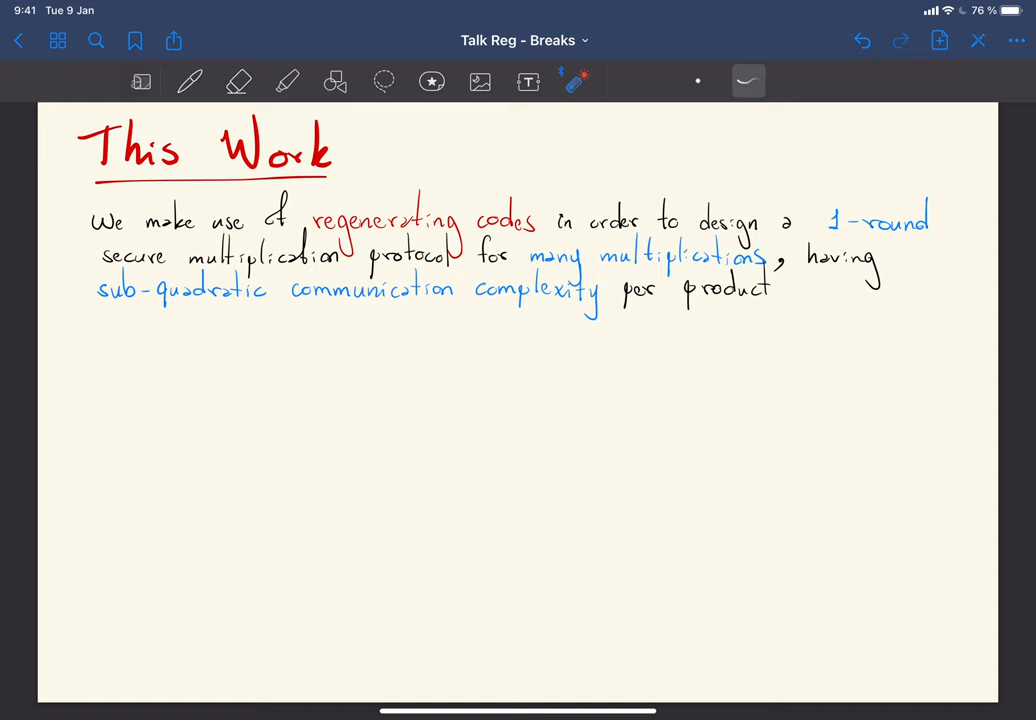 9:41 Tue 9 Jan 76 %
Talk Reg - Breaks
T
This Work
We make use of regenerating codes in order to design a 1-round
secure multiplication protocol for many multiplications, having
sub-quadratic communication complexity per product